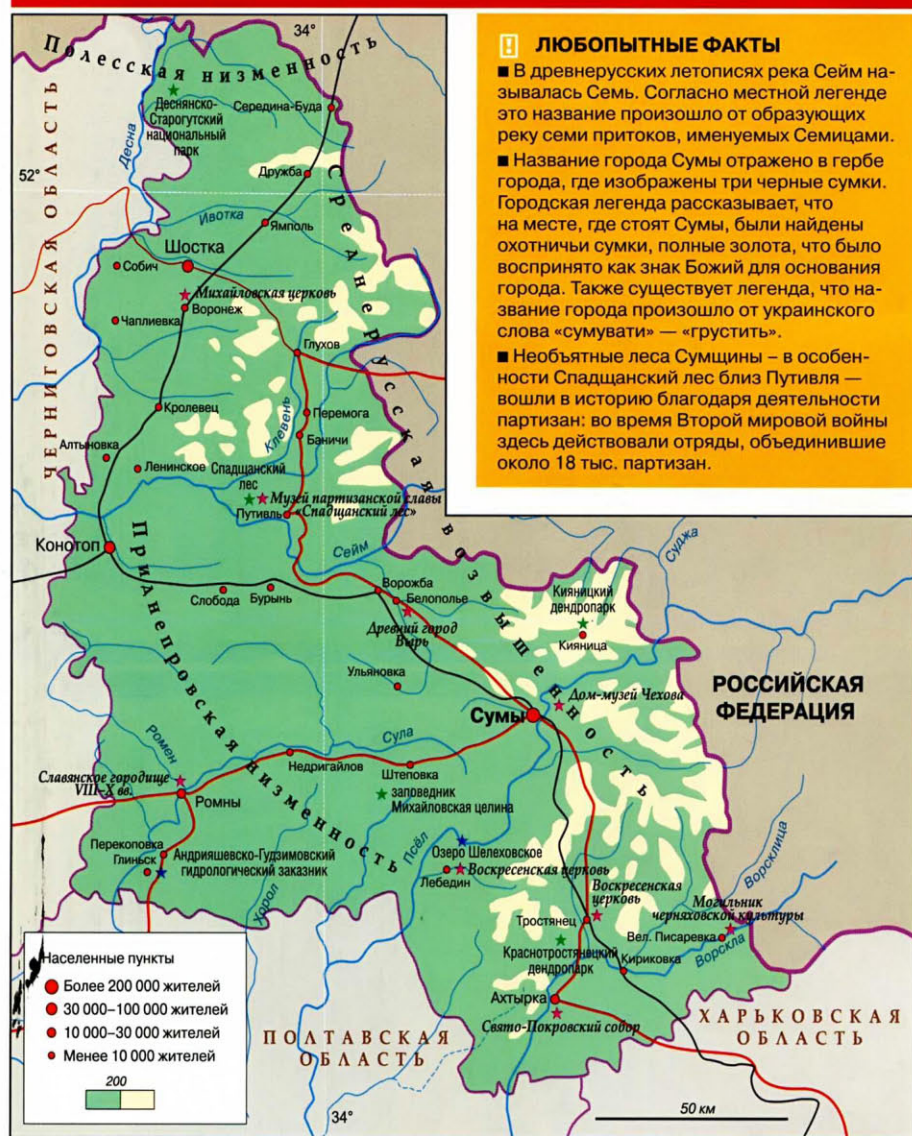 ЛЮБОПЫТНЫЕ ФАКТЫ
■ В древнерусских летописях река Сейм на-
зывалась Семь. Согласно местной легенде
это название произошло от образующих
реку семи притоков, именуемых Семицами.
■ Название города Сумы отражено в гербе
города, где изображены три черные сумки.
Городская легенда рассказывает, что
на месте, где стоят Сумы, были найдены
охотничьи сумки, полные золота, что было
воспринято как знак Божий для основания
города. Также существует легенда, что на-
звание города произошло от украинского
слова «сумувати» — «грустить».
■ Необъятные леса Сумщины – в особен-
ности Спадщанский лес близ Путивля —
вошли в историю благодаря деятельности
партизан: во время Второй мировой войны
здесь действовали отряды, объединившие
около 18 тыс. партизан.
34°
Полесская низменность
Деснянско-
Старогутский
национальный
парк
Середина-Буда
Десна
ЧЕРНИГОВСКАЯ ОБЛАСТЬ
52°
Дружба
Среднерусская возвышенность
Ивотка
Ямполь
Шостка
Собич
Михайловская церковь
Воронеж
Чаплиевка
Глухов
Кролевец
Клевень
Перемога
Баничи
Алтыновка
Ленинское
Спадщанский
лес
Музей партизанской славы
«Спадщанский лес»
Путивль
Конотоп
Приднепровская низменность
Сейм
Суджа
Слобода
Бурынь
Ворожба
Белополье
Древний город
Вырь
Кияницкий
дендропарк
Кияница
Ульяновка
Дом-музей Чехова
РОССИЙСКАЯ
ФЕДЕРАЦИЯ
Сумы
Ромен
Сула
Недригайлов
Штеповка
Славянское городище
VIII–X вв.
Ромны
заповедник
Михайловская целина
Перекоповка
Глиньск
Андрияшевско-Гудзимовский
гидрологический заказник
Хорол
Псёл
Озеро Шелеховское
Лебедин
Воскресенская церковь
Воскресенская
церковь
Ворсклица
Могильник
черняховской культуры
Тростянец
Вел. Писаревка
Ворскла
Краснотростянецкий
дендропарк
Кириковка
Ахтырка
Свято-Покровский собор
ПОЛТАВСКАЯ
ОБЛАСТЬ
ХАРЬКОВСКАЯ
ОБЛАСТЬ
Населенные пункты
Более 200 000 жителей
30 000–100 000 жителей
10 000–30 000 жителей
Менее 10 000 жителей
200
34°
50 км